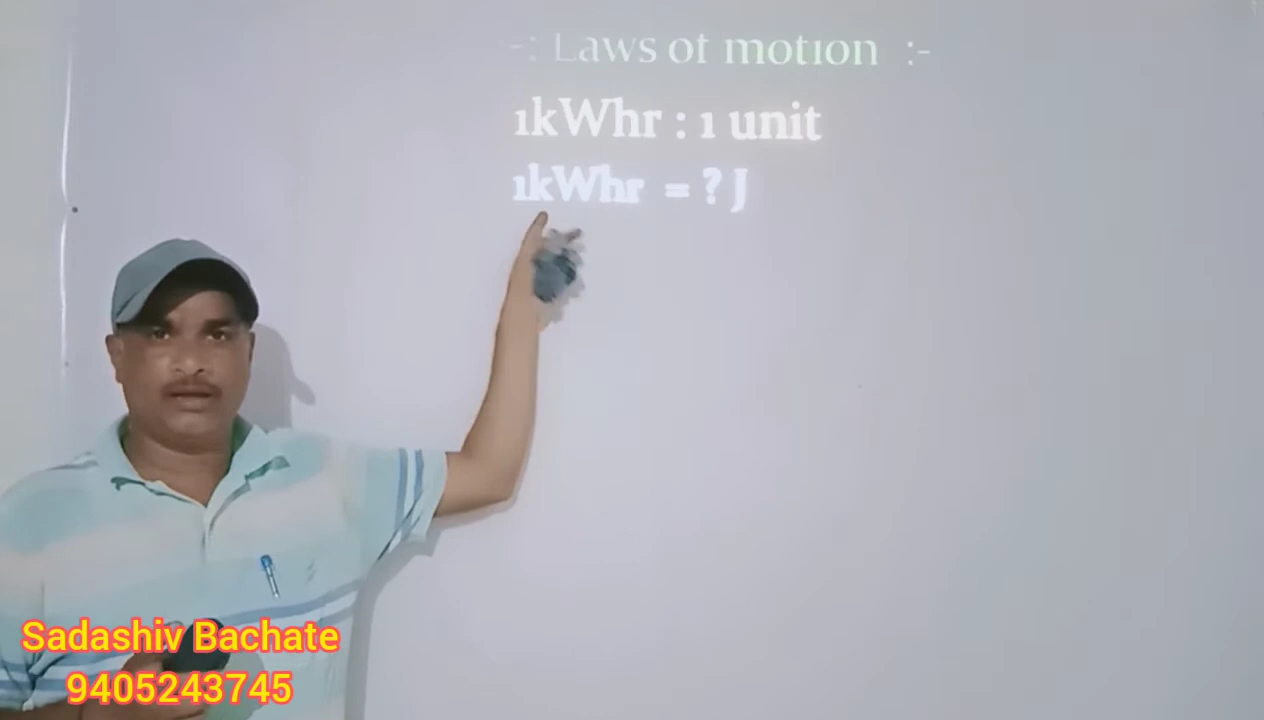 -: Laws of motion :-
1kWhr : 1 unit
1kWhr = ? J
Sadashiv Bachate
9405243745